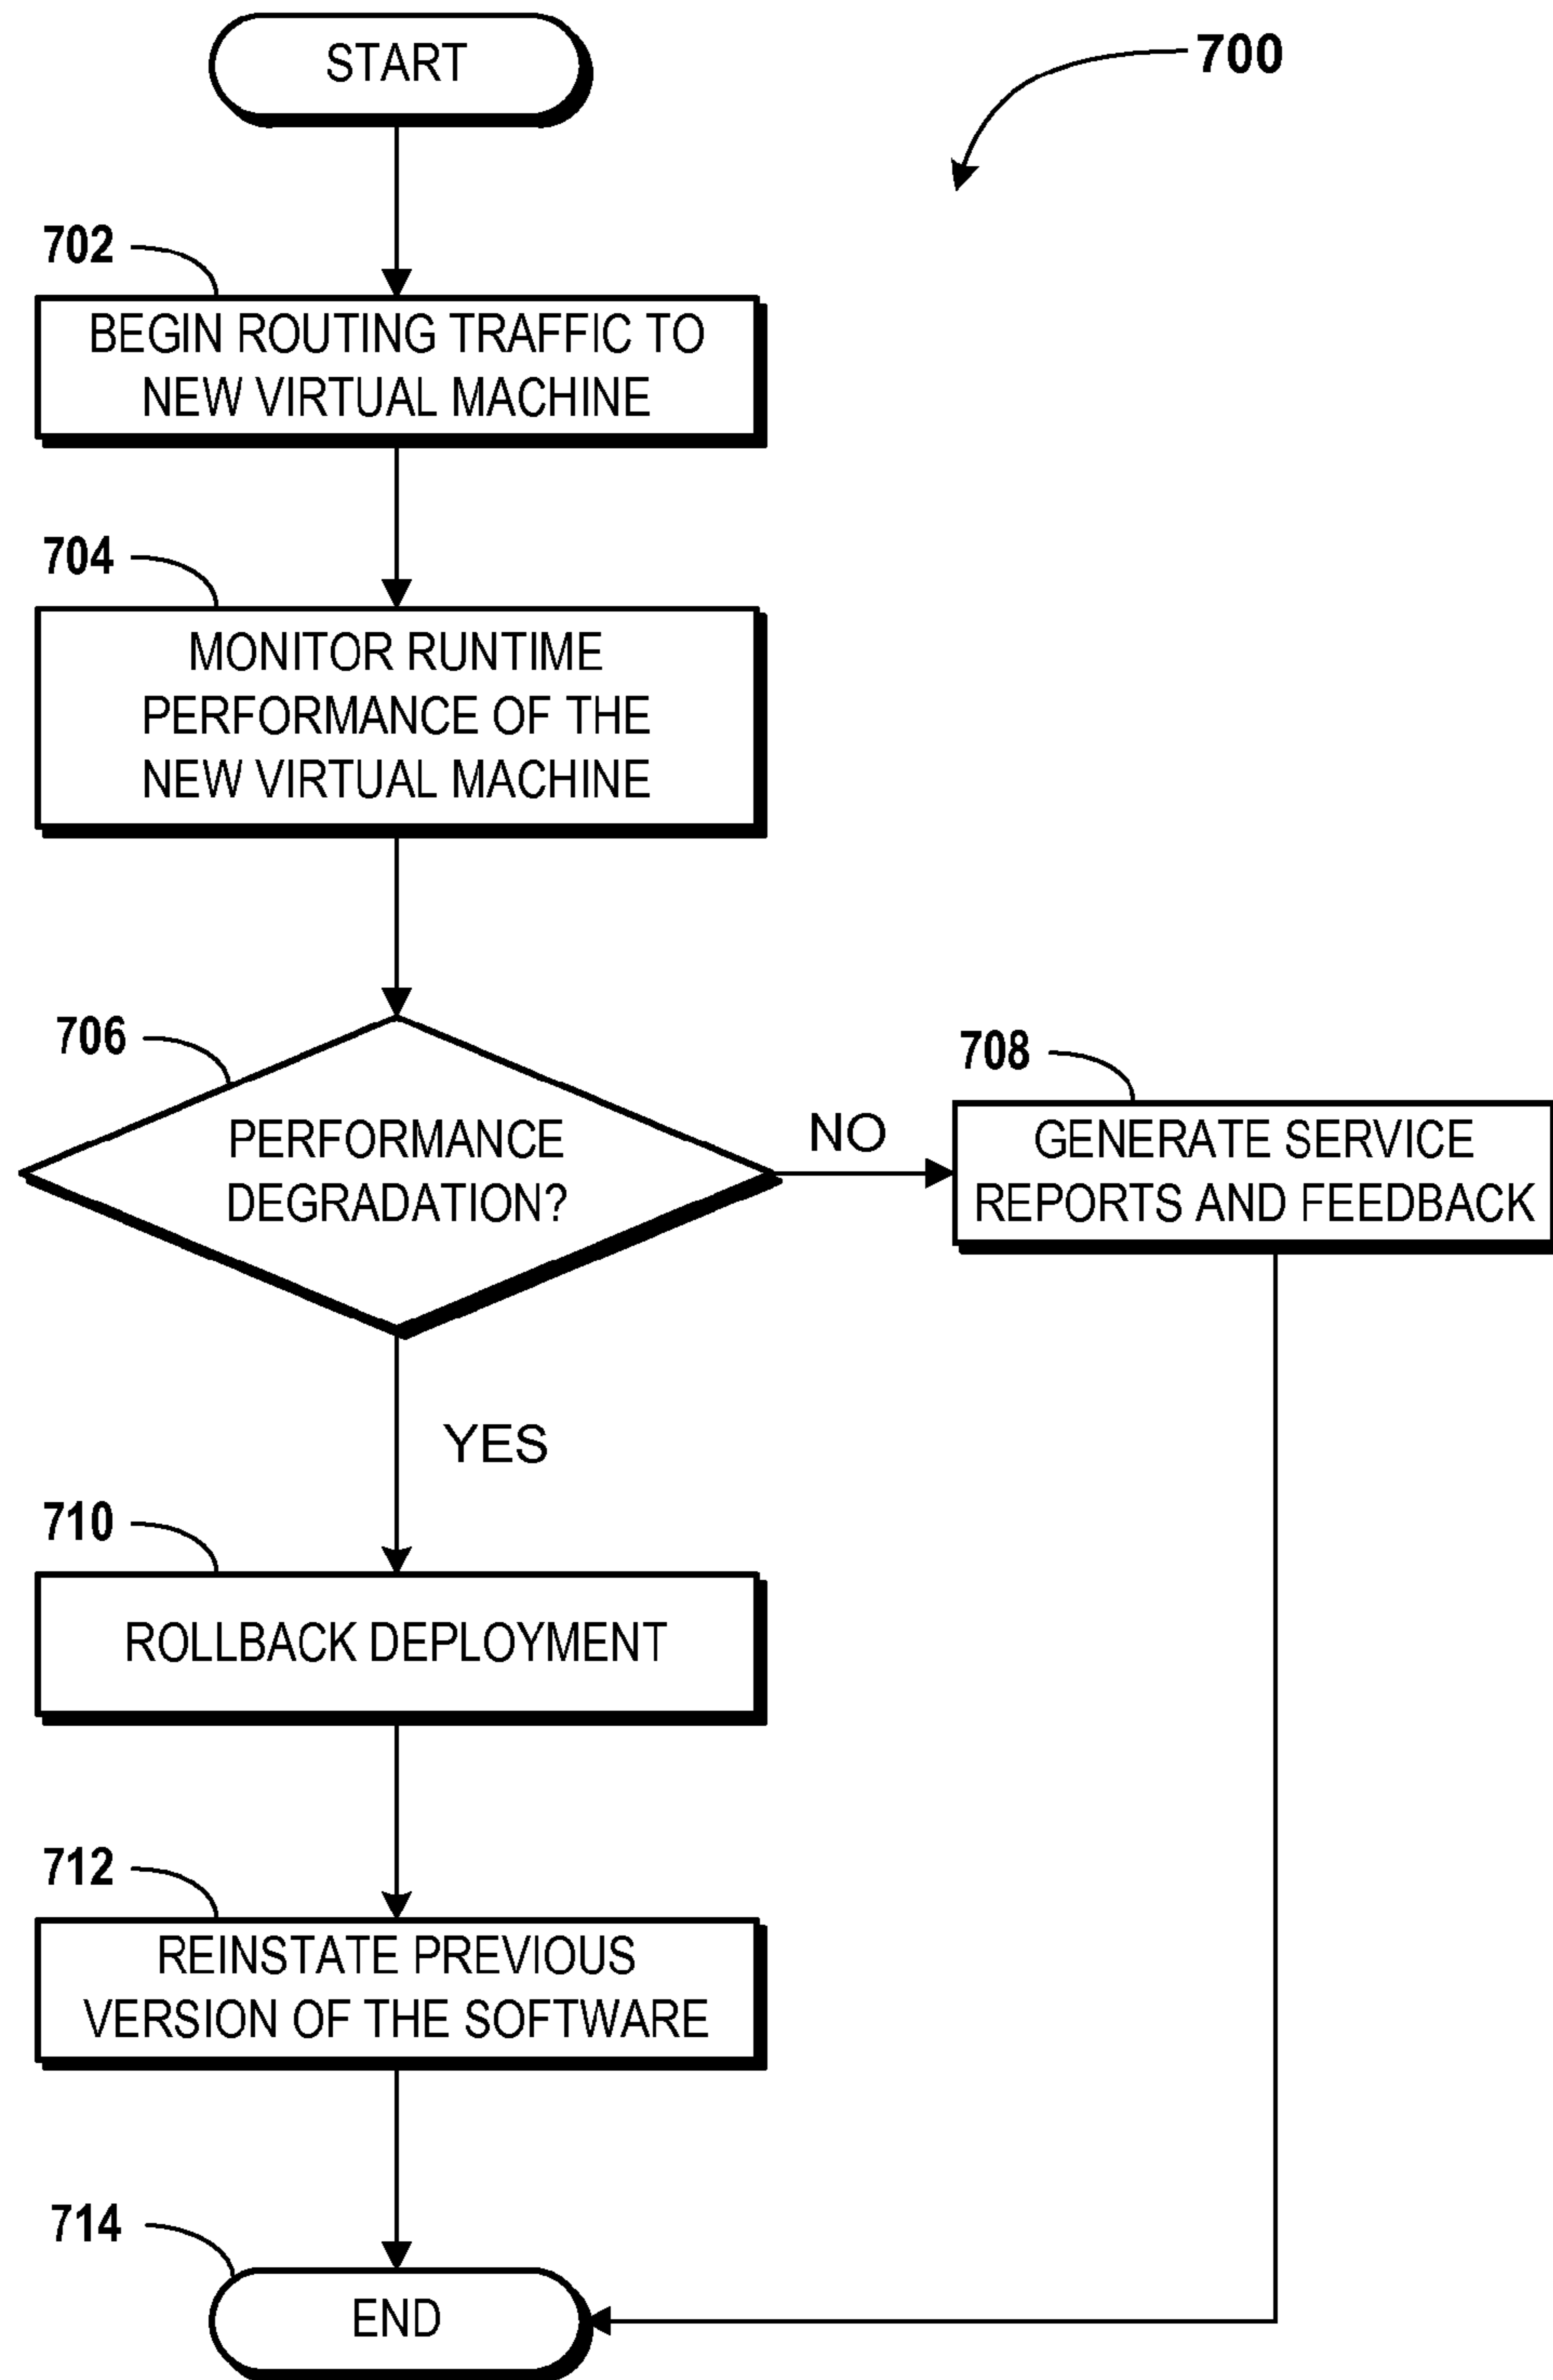 START
700
702
BEGIN ROUTING TRAFFIC TO
NEW VIRTUAL MACHINE
704
MONITOR RUNTIME
PERFORMANCE OF THE
NEW VIRTUAL MACHINE
706
PERFORMANCE
DEGRADATION?
NO
708
GENERATE SERVICE
REPORTS AND FEEDBACK
YES
710
ROLLBACK DEPLOYMENT
712
REINSTATE PREVIOUS
VERSION OF THE SOFTWARE
714
END